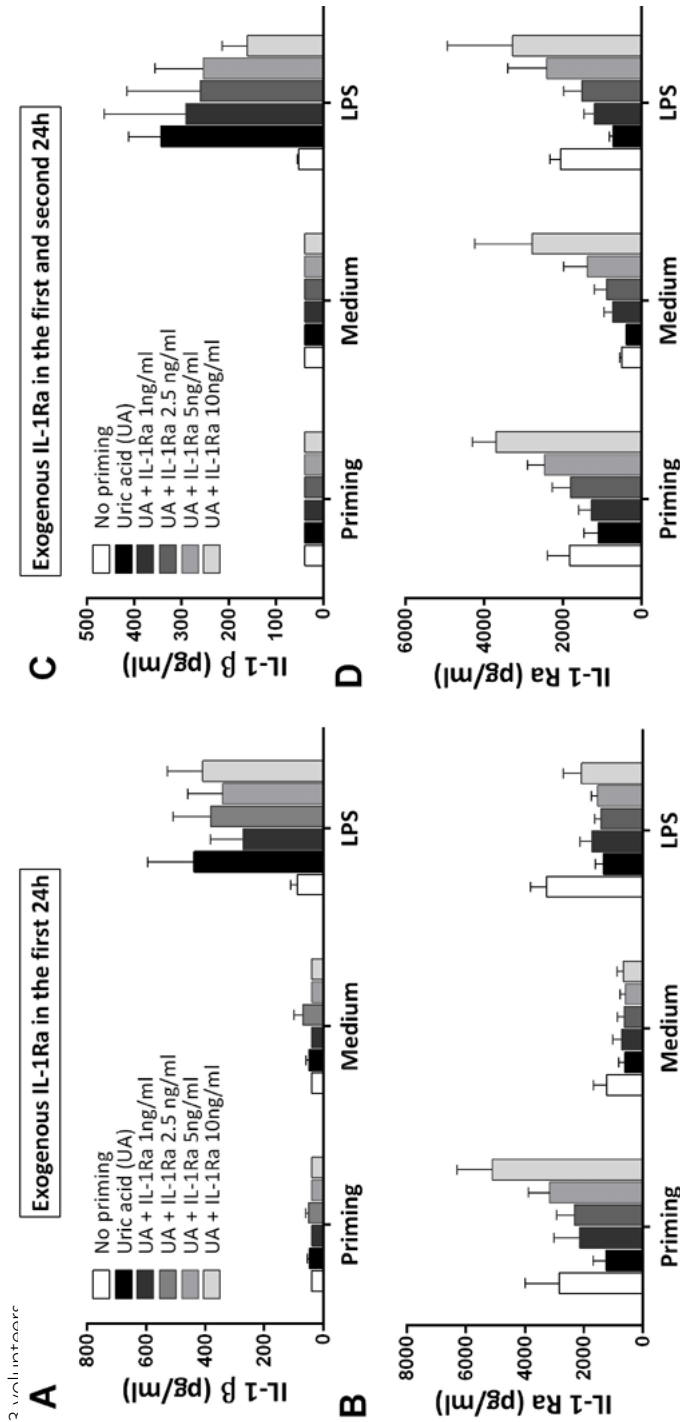 volunteers
A
Exogenous IL-1Ra in the first 24h
IL-1 β (pg/ml)
800
600
400
200
0
No priming
Uric acid (UA)
UA + IL-1Ra 1ng/ml
UA + IL-1Ra 2.5 ng/ml
UA + IL-1Ra 5ng/ml
UA + IL-1Ra 10ng/ml
Priming Medium LPS
B
IL-1 Ra (pg/ml)
8000
6000
4000
2000
0
Priming Medium LPS
C
Exogenous IL-1Ra in the first and second 24h
IL-1 β (pg/ml)
500
400
300
200
100
0
No priming
Uric acid (UA)
UA + IL-1Ra 1ng/ml
UA + IL-1Ra 2.5 ng/ml
UA + IL-1Ra 5ng/ml
UA + IL-1Ra 10ng/ml
Priming Medium LPS
D
IL-1 Ra (pg/ml)
6000
4000
2000
0
Priming Medium LPS